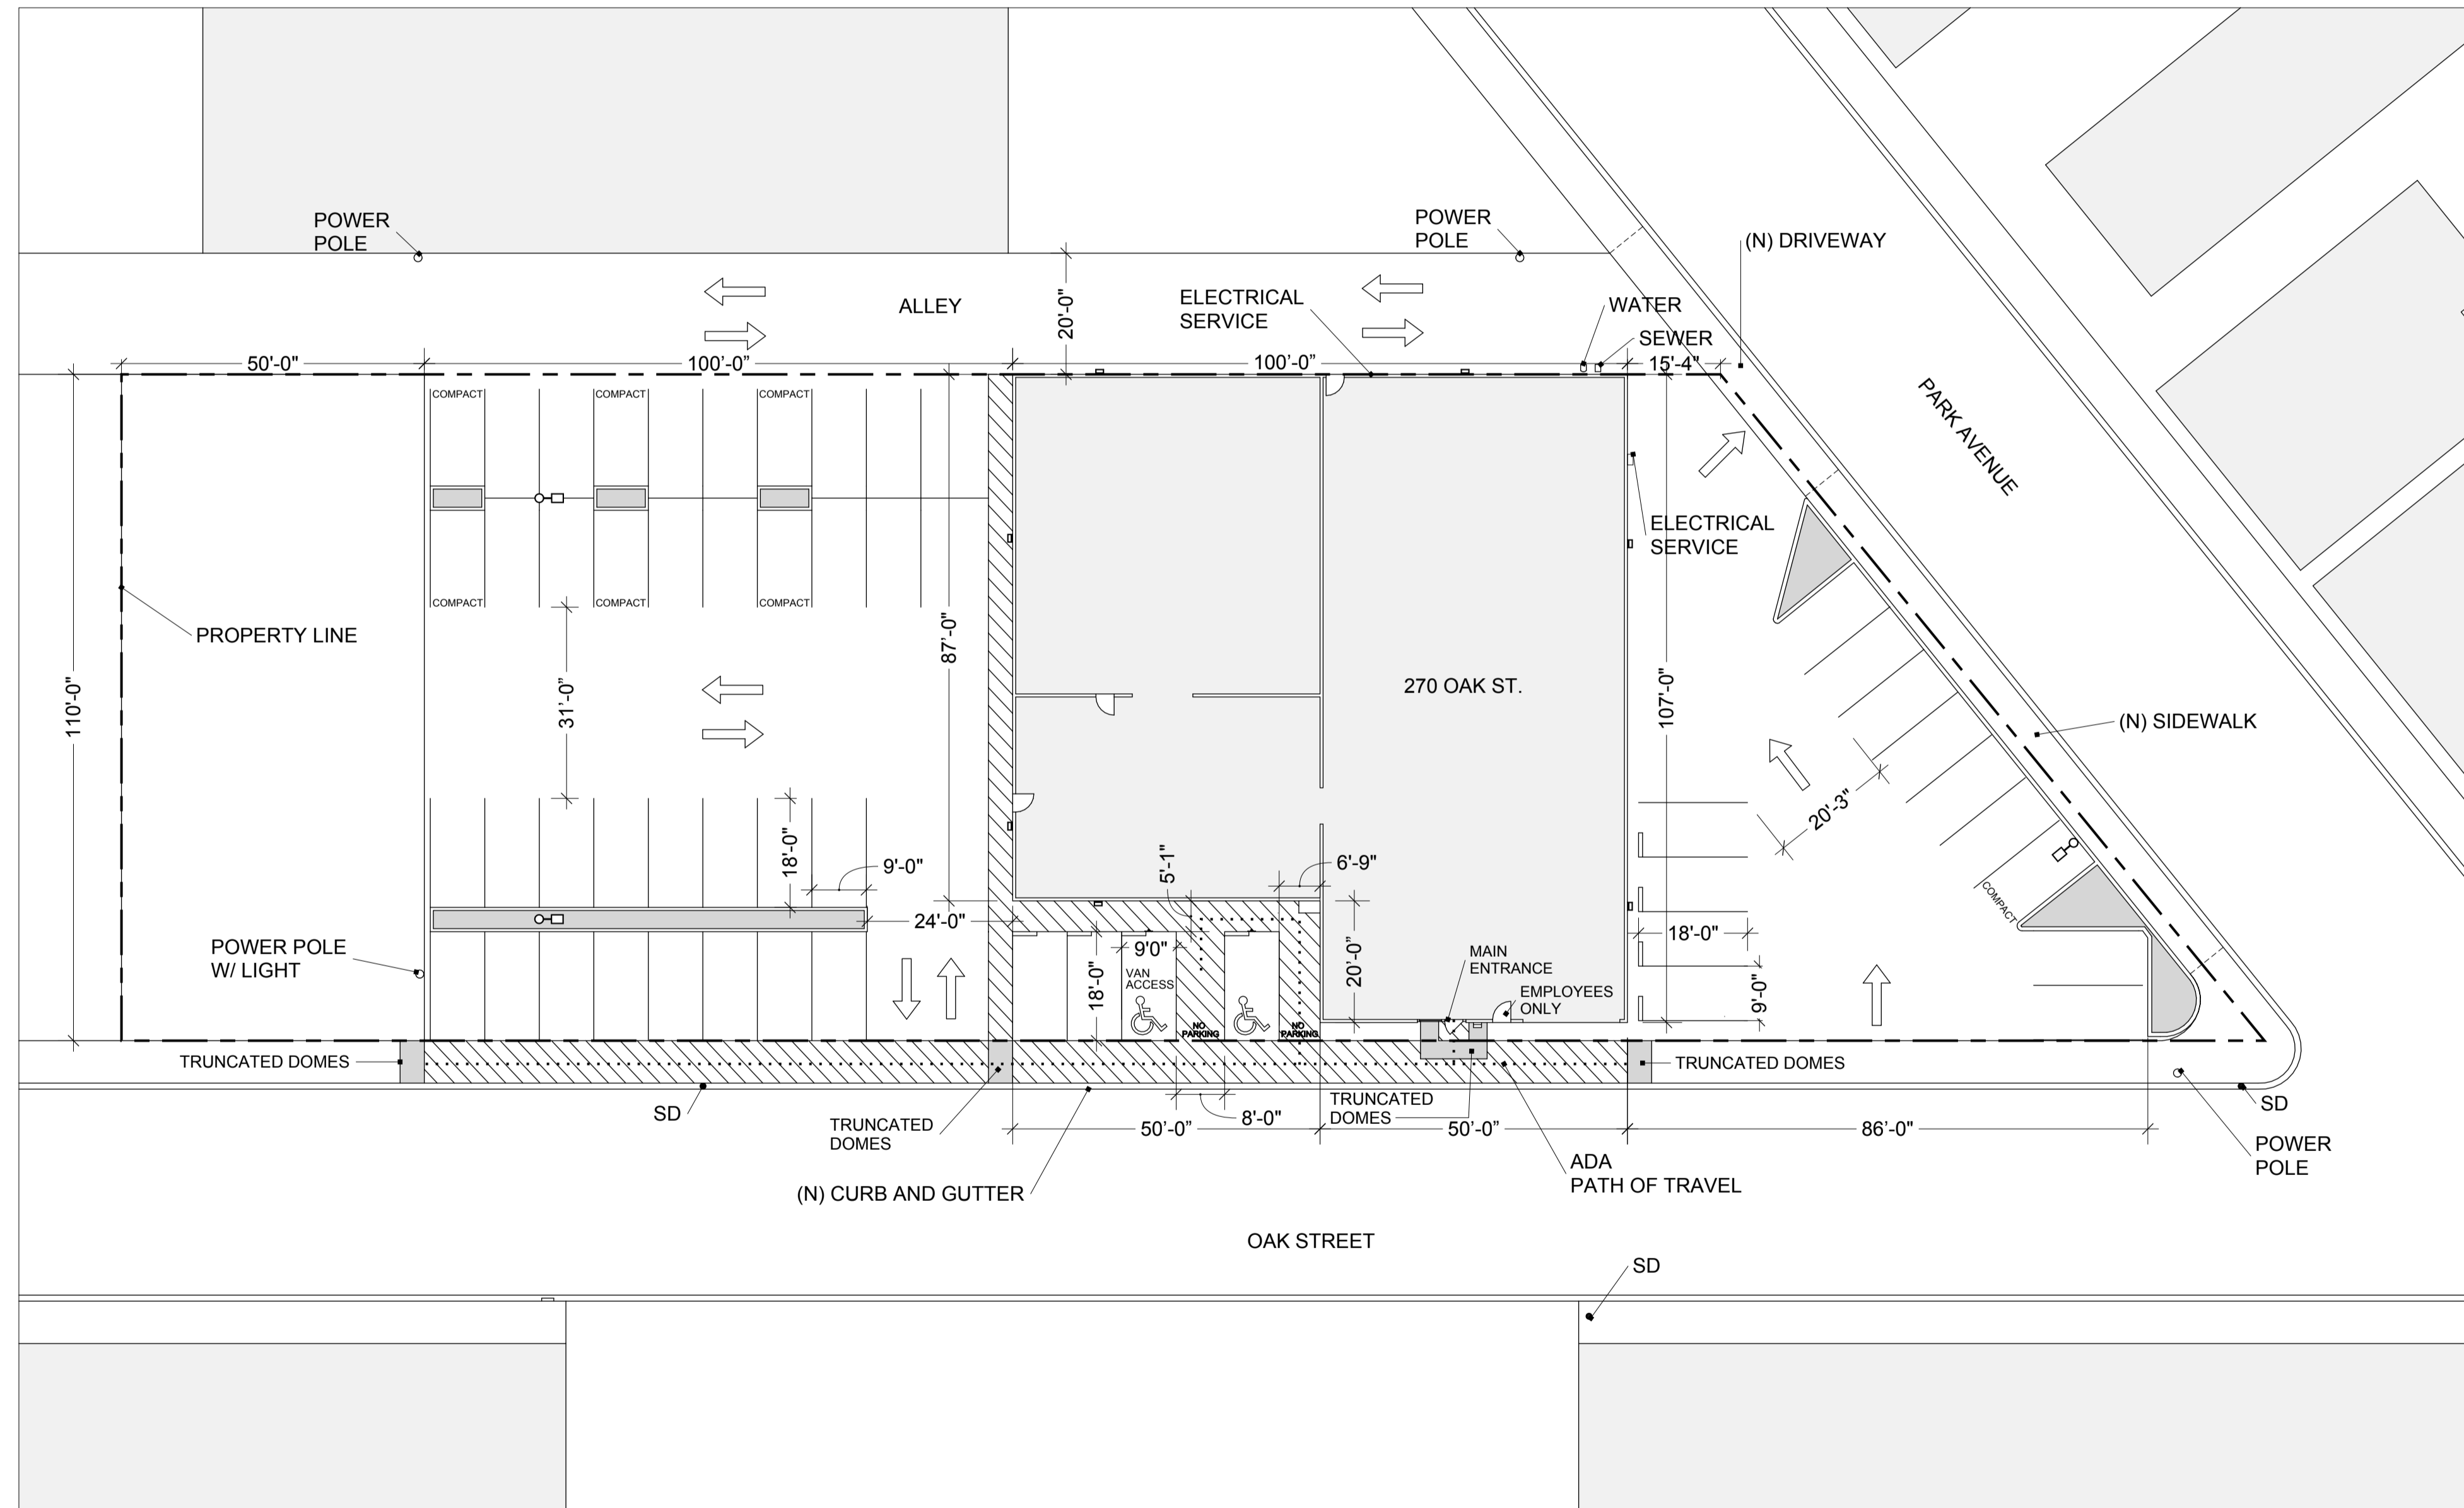 POWER
POLE
POWER
POLE
(N) DRIVEWAY
ALLEY
20'-0"
ELECTRICAL
SERVICE
WATER
SEWER
50'-0"
100'-0”
100'-0”
15'-4"
PARK AVENUE
COMPACT
COMPACT
COMPACT
ELECTRICAL
SERVICE
COMPACT
COMPACT
COMPACT
PROPERTY LINE
110'-0"
31'-0”
87'-0"
270 OAK ST.
107'-0"
(N) SIDEWALK
20'-3"
18'-0"
9'-0"
5'-1"
6'-9"
COMPACT
24'-0"
POWER POLE
W/ LIGHT
9'0"
VAN
ACCESS
18'-0"
20'-0”
MAIN
ENTRANCE
EMPLOYEES
ONLY
18'-0"
9'-0"
NO
PARKING
NO
PARKING
TRUNCATED DOMES
TRUNCATED DOMES
SD
TRUNCATED
DOMES
8'-0"
TRUNCATED
DOMES
SD
50'-0”
50'-0”
86'-0"
POWER
POLE
(N) CURB AND GUTTER
ADA
PATH OF TRAVEL
OAK STREET
SD